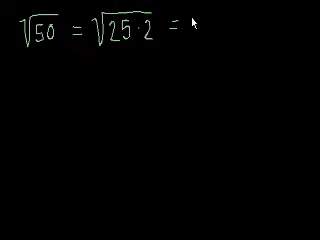 √50 = √25·2 =